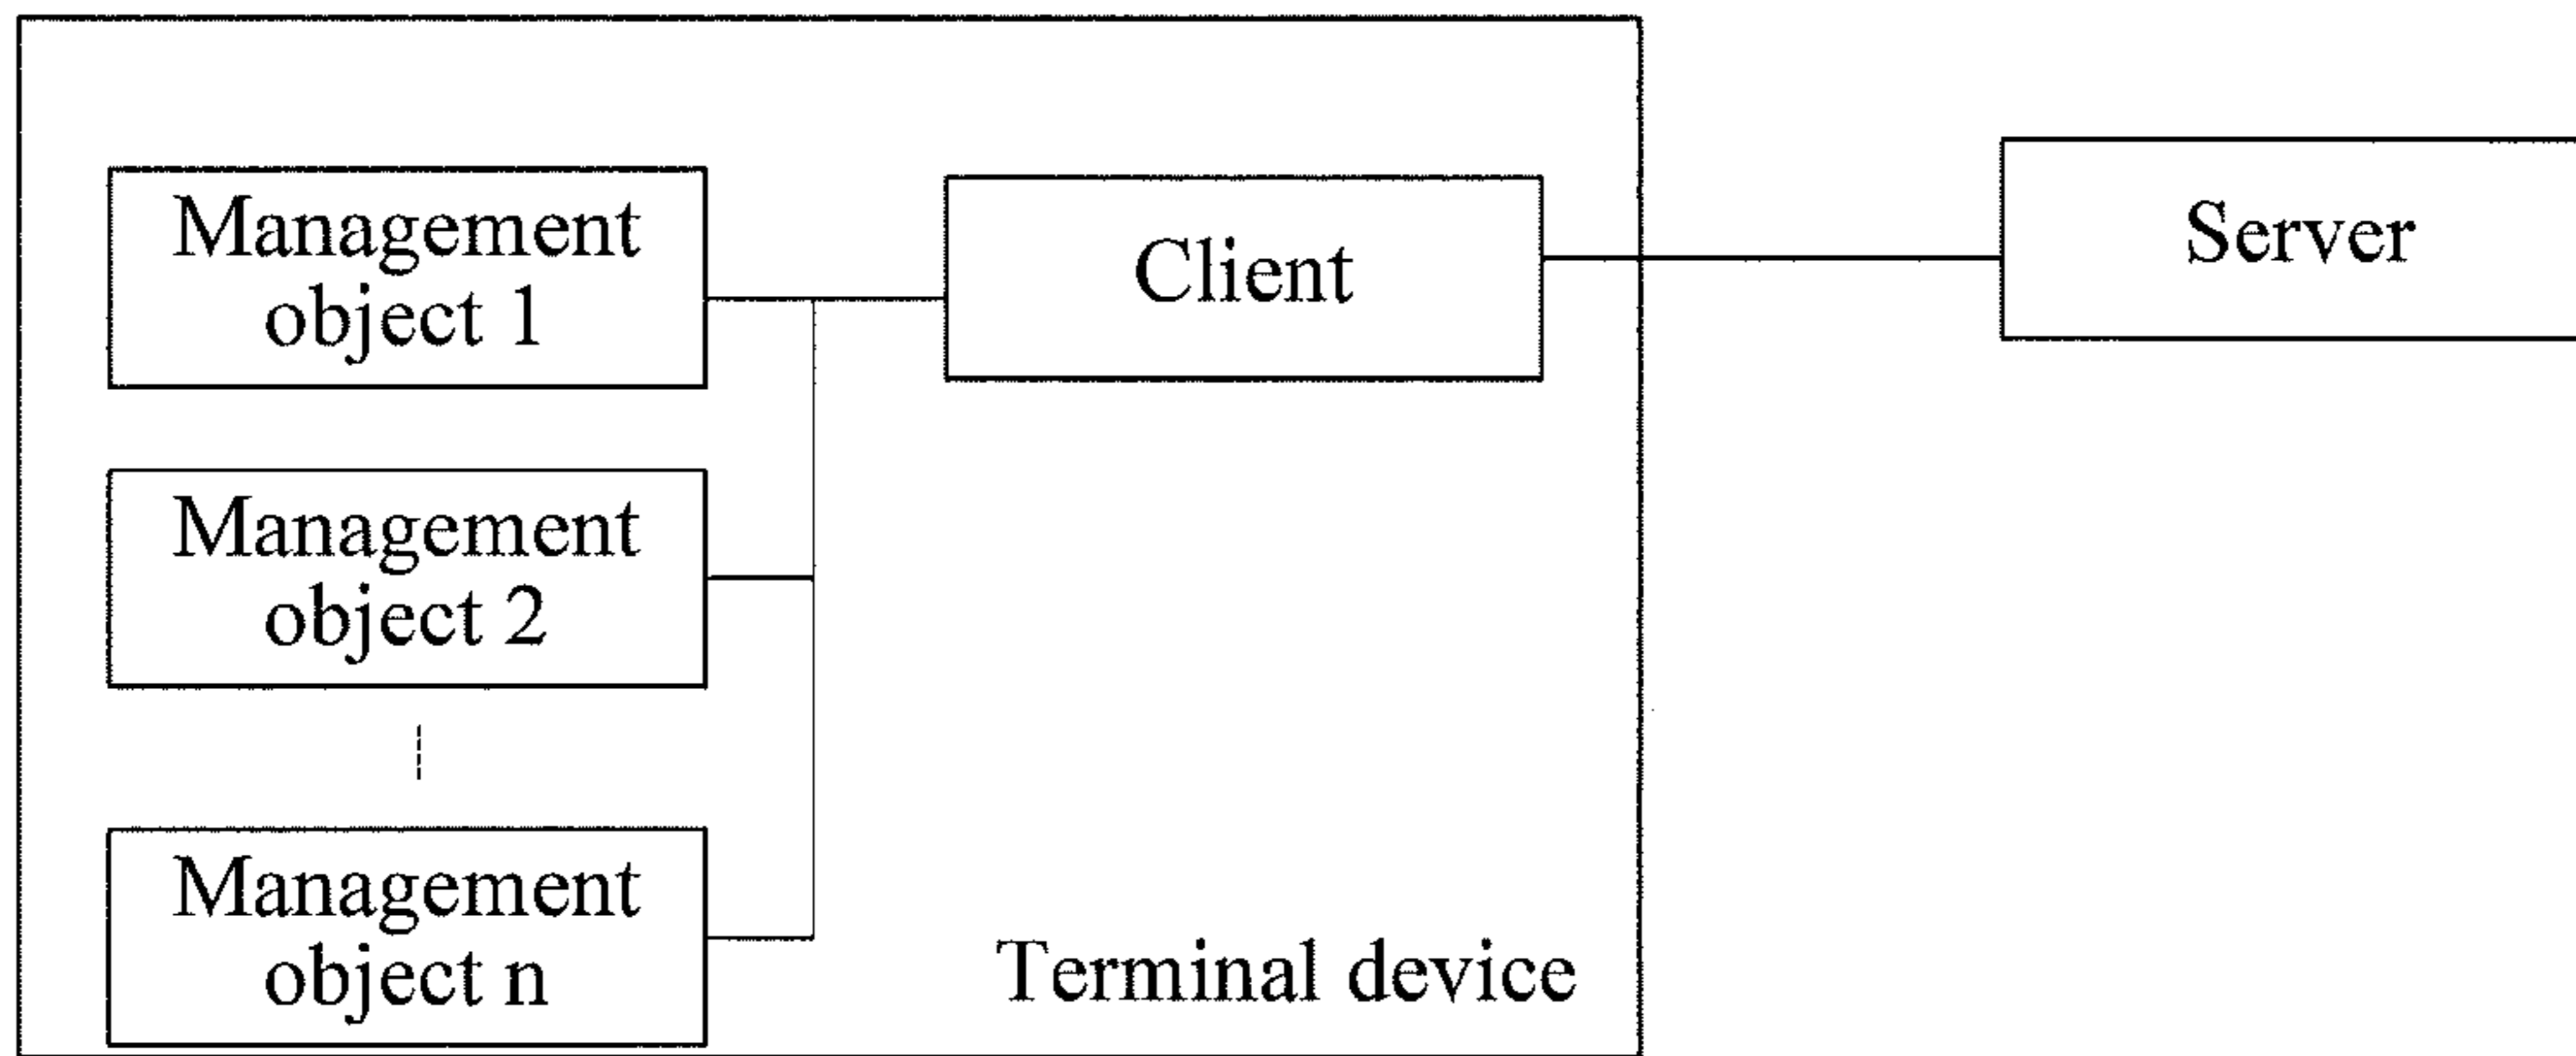 Management
object 1
Client
Server
Management
object 2
Management
object n
Terminal device